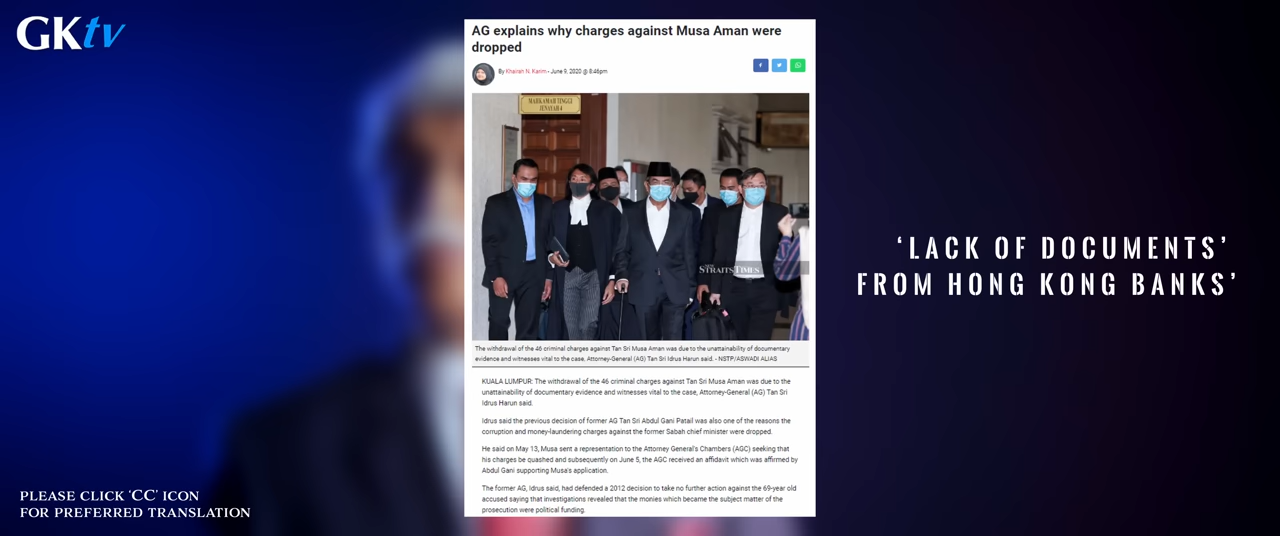 GKtv
AG explains why charges against Musa Aman were
dropped
By Khairah N. Karim - June 9, 2020 @ 8:46pm
MAHKAMAH TINGGI
JENAYAH 4
NEW
STRAITS TIMES
The withdrawal of the 46 criminal charges against Tan Sri Musa Aman was due to the unattainability of documentary
evidence and witnesses vital to the case, Attorney-General (AG) Tan Sri Idrus Harun said. - NSTP/ASWADI ALIAS
KUALA LUMPUR: The withdrawal of the 46 criminal charges against Tan Sri Musa Aman was due to the
unattainability of documentary evidence and witnesses vital to the case, Attorney-General (AG) Tan Sri
Idrus Harun said.
Idrus said the previous decision of former AG Tan Sri Abdul Gani Patail was also one of the reasons the
corruption and money-laundering charges against the former Sabah chief minister were dropped.
He said on May 13, Musa sent a representation to the Attorney General's Chambers (AGC) seeking that
his charges be quashed and subsequently on June 5, the AGC received an affidavit which was affirmed by
Abdul Gani supporting Musa's application.
The former AG, Idrus said, had defended a 2012 decision to take no further action against the 69-year old
accused saying that investigations revealed that the monies which became the subject matter of the
prosecution were political funding.
‘LACK OF DOCUMENTS’
FROM HONG KONG BANKS’
PLEASE CLICK 'CC' ICON
FOR PREFERRED TRANSLATION